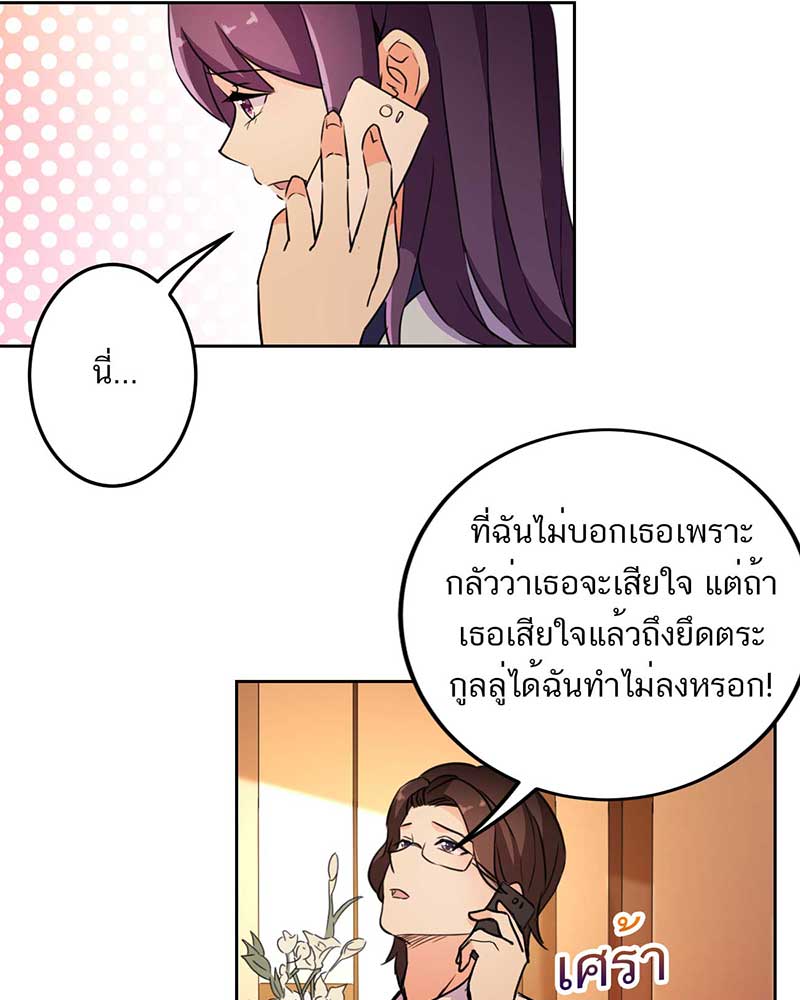 นี่...
ที่ฉันไม่บอกเธอเพราะ
กลัวว่าเธอจะเสียใจ แต่ถ้า
เธอเสียใจแล้วถึงยึดตระ
กูลลู่ได้ฉันทำไม่ลงหรอก!
เศร้า